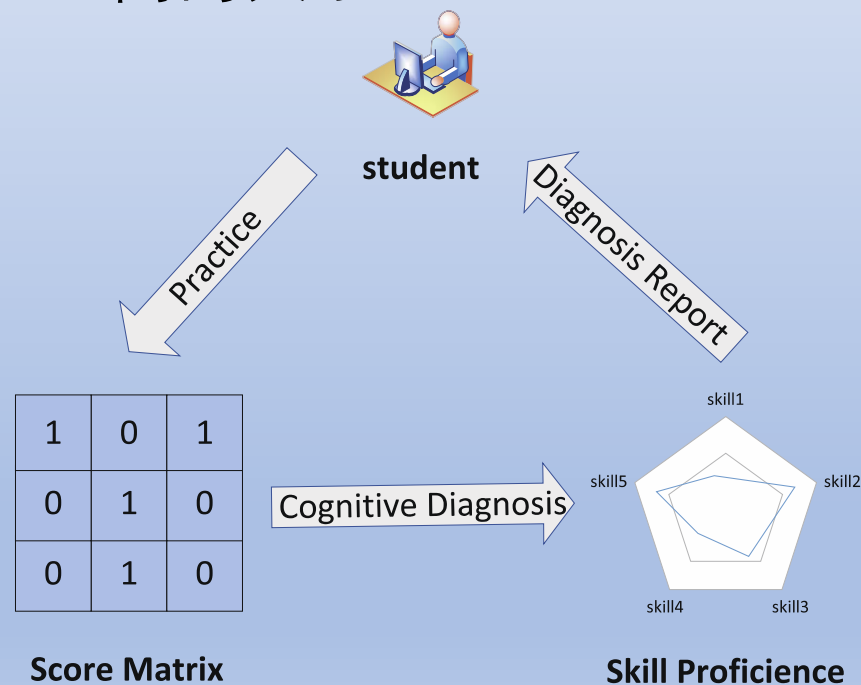 student
Practice
Diagnosis Report
1 0 1
0 1 0
0 1 0
Cognitive Diagnosis
skill1
skill5
skill2
skill4
skill3
Score Matrix
Skill Proficience